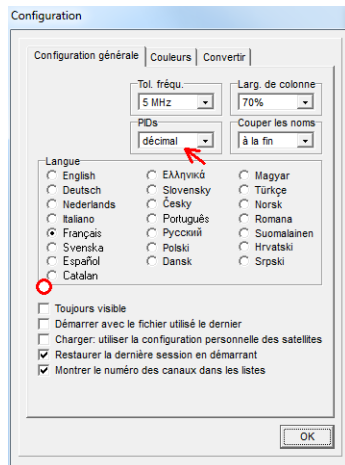 Configuration
Configuration générale Couleurs Convertir
Tol. fréqu. Larg. de colonne
5 MHz 70%
PIDs Couper les noms
décimal à la fin
Langue
English Ελληνικά Magyar
Deutsch Slovensky Türkçe
Nederlands Česky Norsk
Italiano Português Romana
Français Русский Suomalainen
Svenska Polski Hrvatski
Español Dansk Srpski
Catalan
Toujours visible
Démarrer avec le fichier utilisé le dernier
Charger: utiliser la configuration personnelle des satellites
Restaurer la dernière session en démarrant
Montrer le numéro des canaux dans les listes
OK